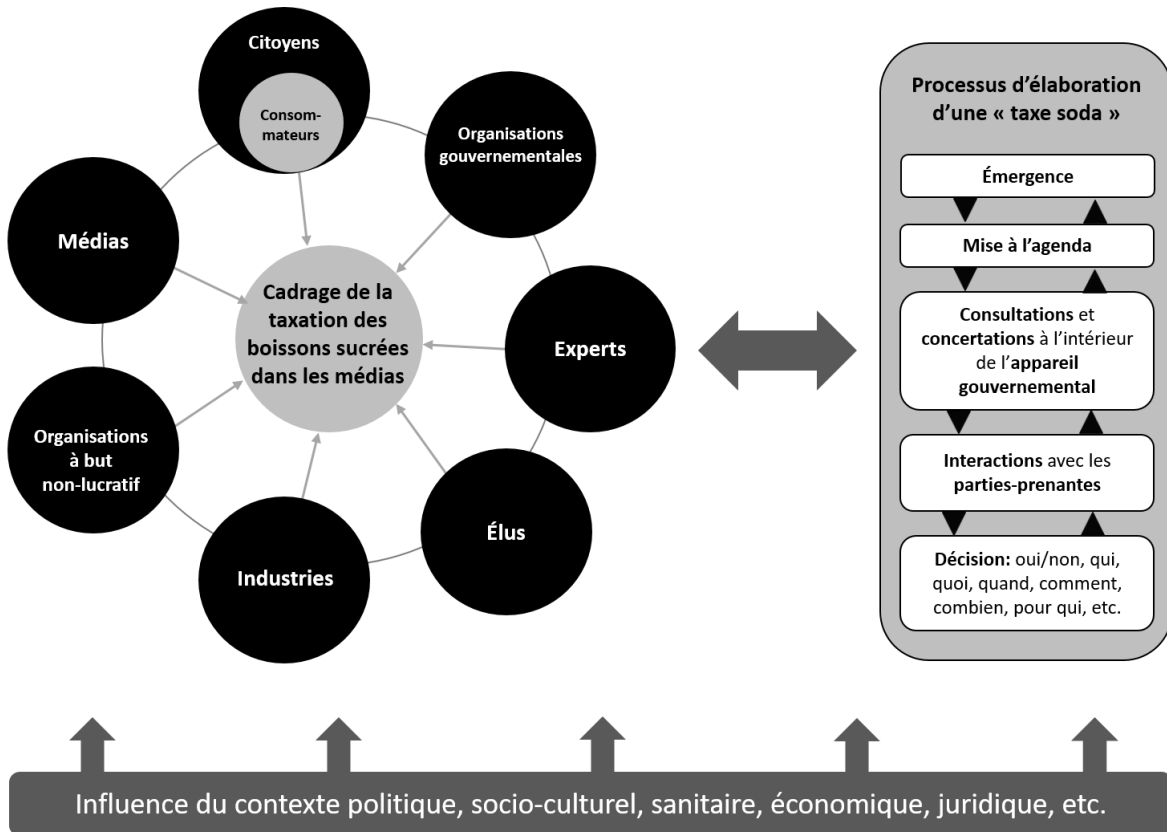 Citoyens
Consom-
mateurs
Organisations
gouvernementales
Experts
Élus
Industries
Organisations
à but
non-lucratif
Médias
Cadrage de la
taxation des
boissons sucrées
dans les médias
Processus d’élaboration
d’une « taxe soda »
Émergence
Mise à l’agenda
Consultations et
concertations à l’intérieur
de l’appareil
gouvernemental
Interactions avec les
parties-prenantes
Décision: oui/non, qui,
quoi, quand, comment,
combien, pour qui, etc.
Influence du contexte politique, socio-culturel, sanitaire, économique, juridique, etc.